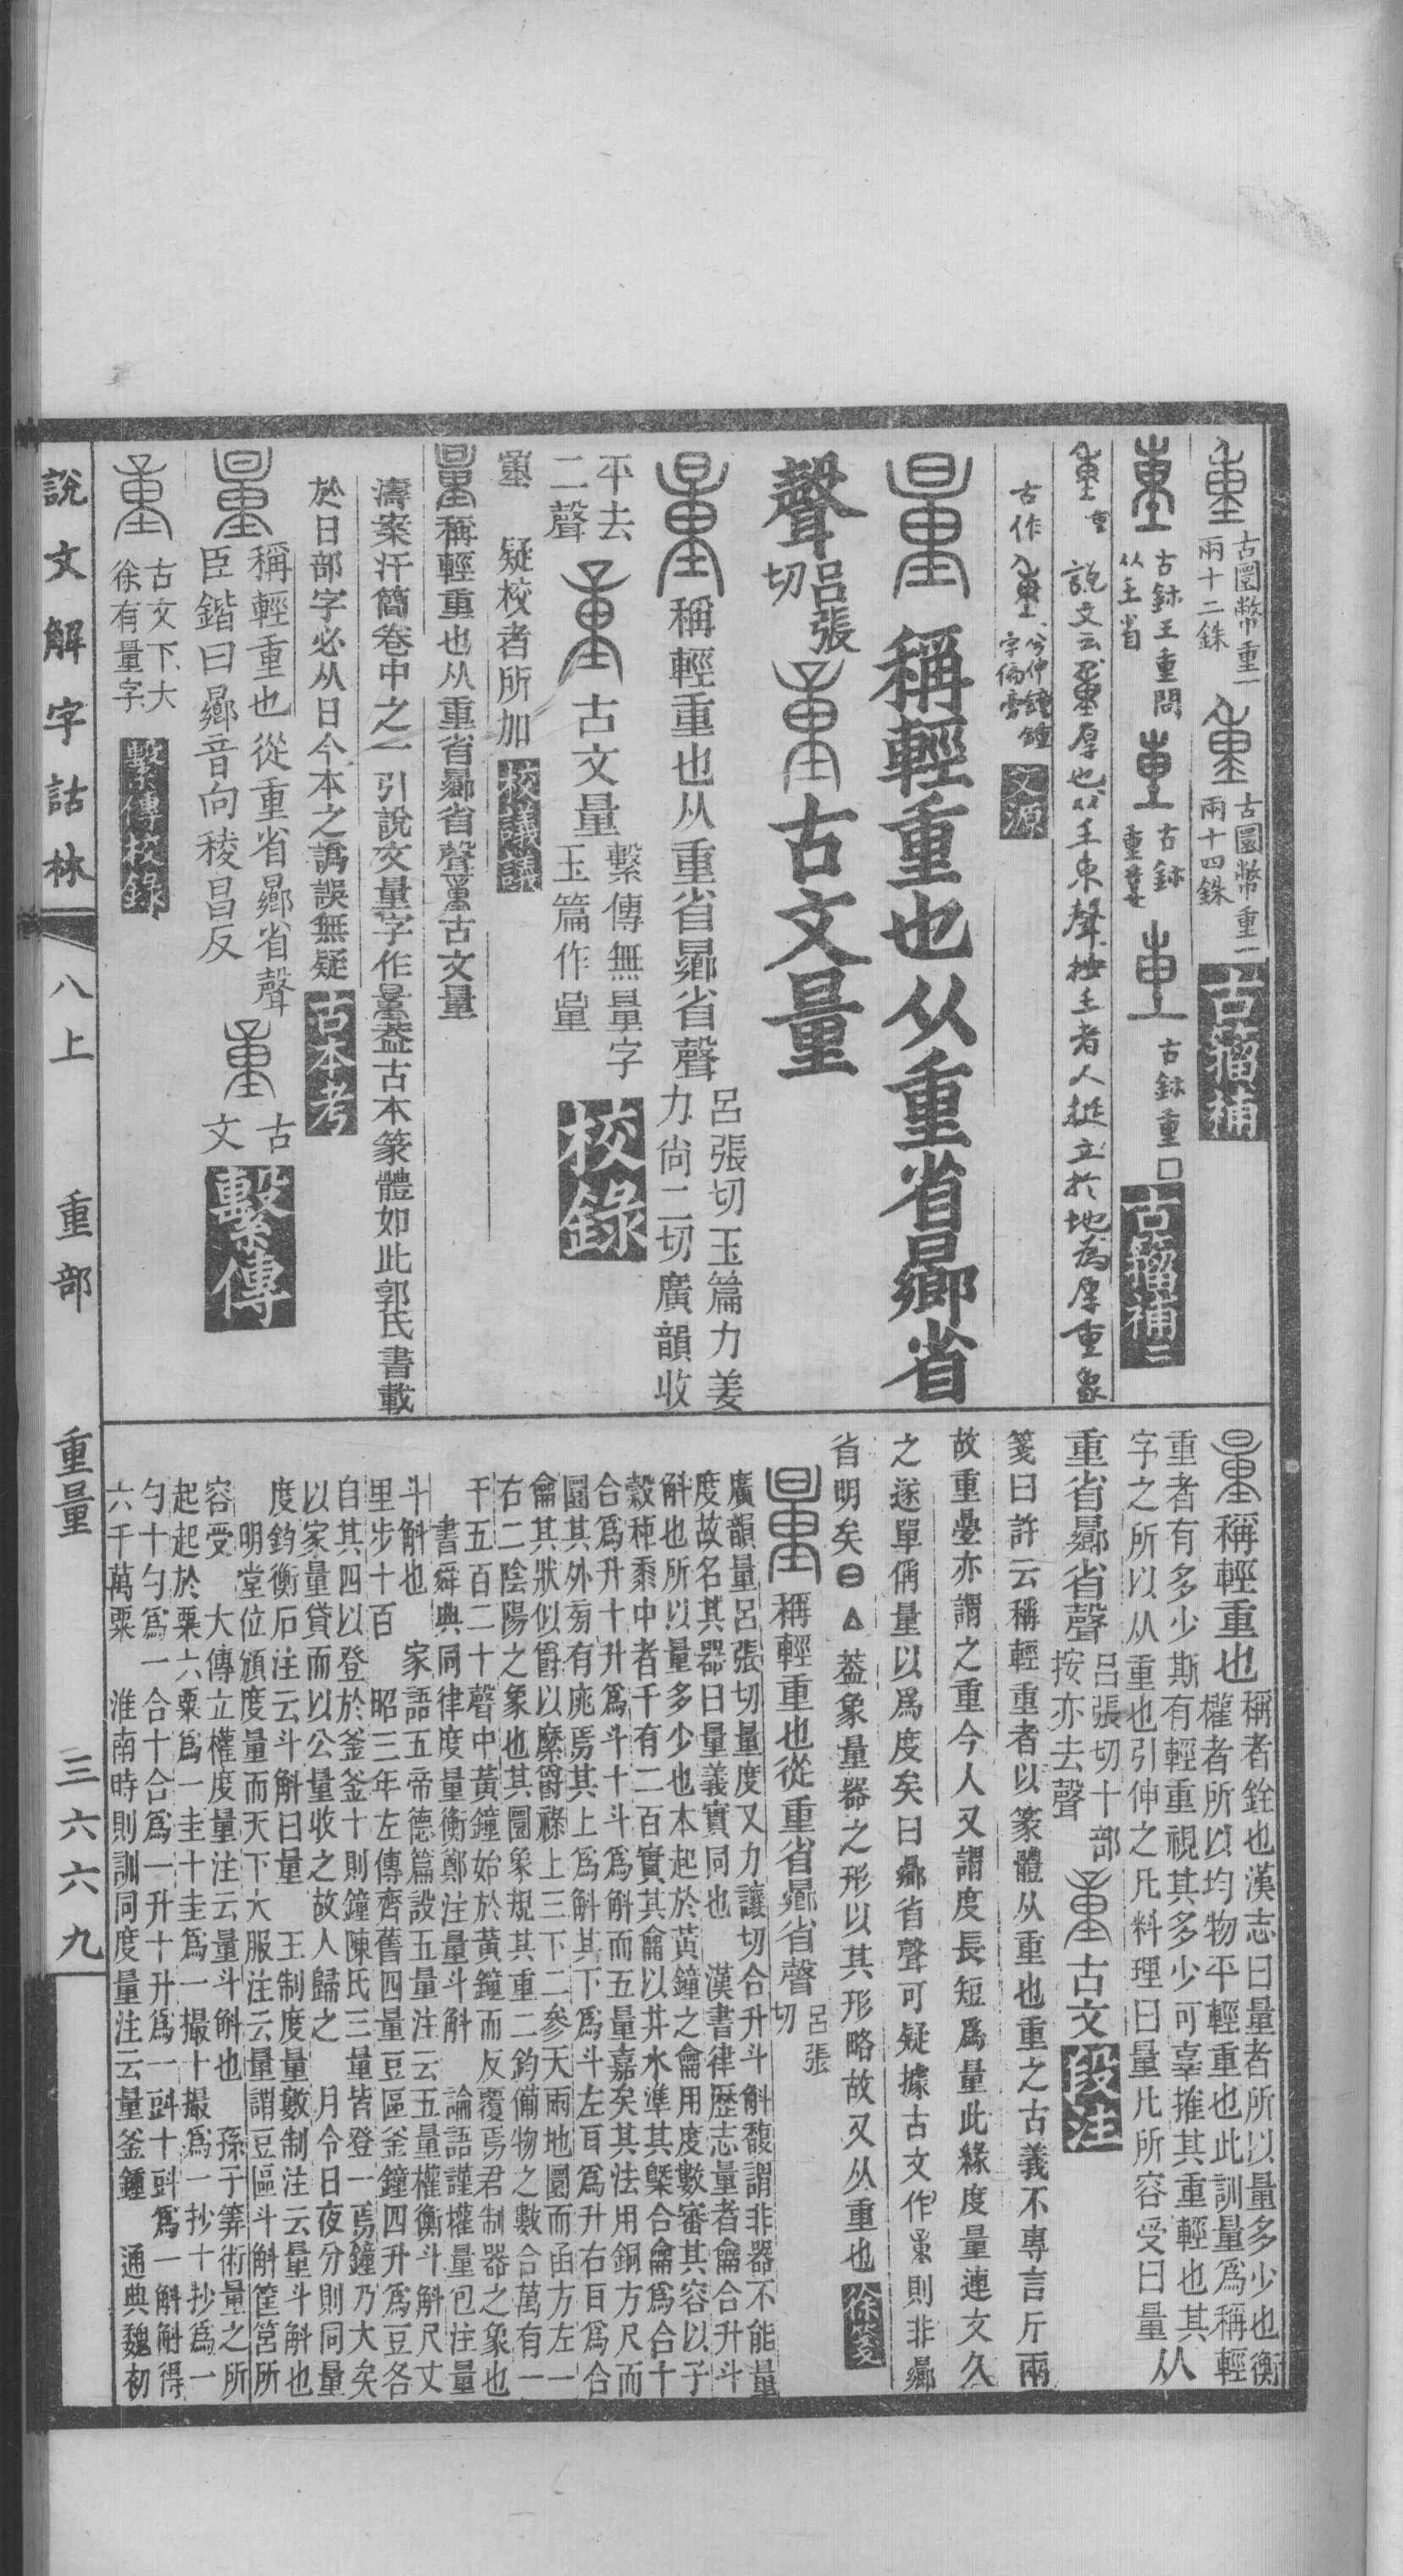 古圜幣重一兩十二銖
古圜幣重一兩十四銖
古籀補
古鉢王重問
从王省
古鉢
古鉢重口
古籀補二
說文云厚也从王東聲按王者人挺立於地為厚重象
古作
兮仲鐘鐘字偏旁
文源
稱輕重也从重省曏省
聲
呂張切
古文量
稱輕重也从重省曏省聲
呂張切玉篇力姜力尚二切廣韻收
平去二聲
古文量
繫傳無量字玉篇作量
校錄
疑校者所加
校議議
稱輕重也从重省曏省聲古文量
濤案汗簡卷中之一引說文量字作量蓋古本篆體如此郭氏書載
於日部字必从日今本之譌誤無疑
古本考
稱輕重也從重省曏省聲
臣鍇曰曏音向稜昌反
古文
繫傳
古文下大徐有量字
繫傳校錄
稱輕重也
稱者銓也漢志曰量者所以量多少也衡
權者所以均物平輕重也此訓量爲稱輕
重者有多少斯有輕重視其多少可辜搉其重輕也其
字之所以从重也引伸之凡料理曰量凡所容受曰量
从
重省曏省聲
呂張切十部按亦去聲
古文
段注
箋曰許云稱輕重者以篆體从重也重之古義不專言斤兩
故重壘亦謂之重今人又謂度長短爲量此緣度量連文久
之遂單偁量以爲度矣曰曏省聲可疑據古文作則非曏
省明矣
蓋象量器之形以其形略故又从重也
徐箋
稱輕重也從重省曏省聲
呂張切
廣韻量呂張切量度又力讓切合升斗斛馥謂非器不能量
度故名其器曰量義實同也 漢書律歷志量者龠合升斗
斛也所以量多少也本起於黃鐘之龠用度數審其容以子
穀秬黍中者千有二百實其龠以井水準其槩合龠爲合十
合爲升十升爲斗十斗爲斛而五量嘉矣其法用銅方尺而
圜其外旁有庣焉其上爲斛其下爲斗左耳爲升右耳爲合
龠其狀似爵以縻爵祿上三下二參天兩地圜而函方左一
右二陰陽之象也其圜象規其重二鈞備物之數合萬有一
千五百二十聲中黃鐘始於黃鐘而反覆焉君制器之象也
書舜典同律度量衡鄭注量斗斛 論語謹權量包注量
斗斛也 家語五帝德篇設五量注云五量權衡斗斛尺丈
里步十百 昭三年左傳齊舊四量豆區釜鐘四升爲豆各
自其四以登於釜釜十則鐘陳氏三量皆登一焉鐘乃大矣
以家量貸而以公量收之故人歸之 月令日夜分則同量
度鈞衡石注云斗斛曰量 王制度量數制注云量斗斛也
明堂位頒度量而天下大服注云量謂豆區斗斛筐筥所
容受 大傳立權度量注云量斗斛也 孫子筭術量之所
起起於粟六粟爲一圭十圭爲一撮十撮爲一抄十抄爲一
勺十勺爲一合十合爲一升十升爲一㪷十㪷爲一斛斛得
六千萬粟 淮南時則訓同度量注云量釜鍾 通典魏初
說文解字詁林
八上
重部
重量
三六六九